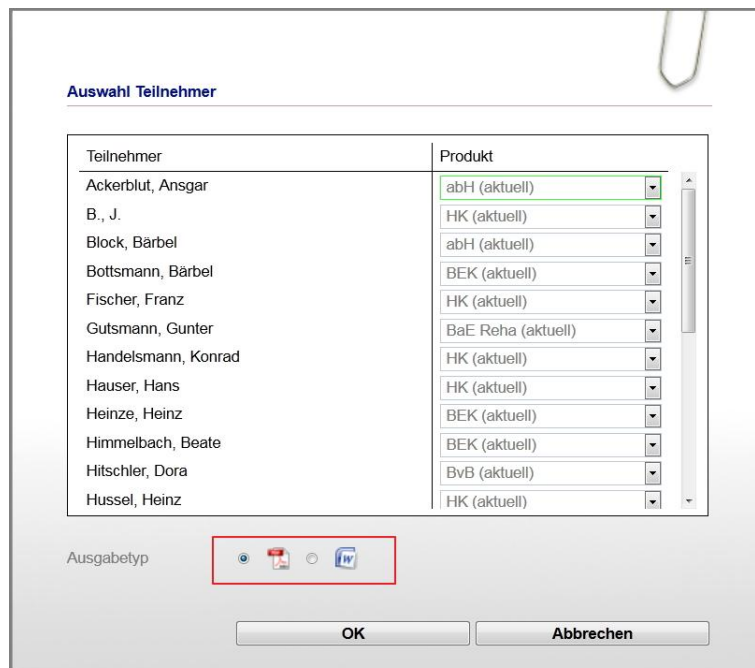 Auswahl Teilnehmer
Teilnehmer Produkt
Ackerblut, Ansgar abH (aktuell)
B., J. HK (aktuell)
Block, Bärbel abH (aktuell)
Bottsmann, Bärbel BEK (aktuell)
Fischer, Franz HK (aktuell)
Gutsmann, Gunter BaE Reha (aktuell)
Handelsmann, Konrad HK (aktuell)
Hauser, Hans HK (aktuell)
Heinze, Heinz BEK (aktuell)
Himmelbach, Beate BEK (aktuell)
Hitschler, Dora BvB (aktuell)
Hussel, Heinz HK (aktuell)
Ausgabetyp
OK Abbrechen